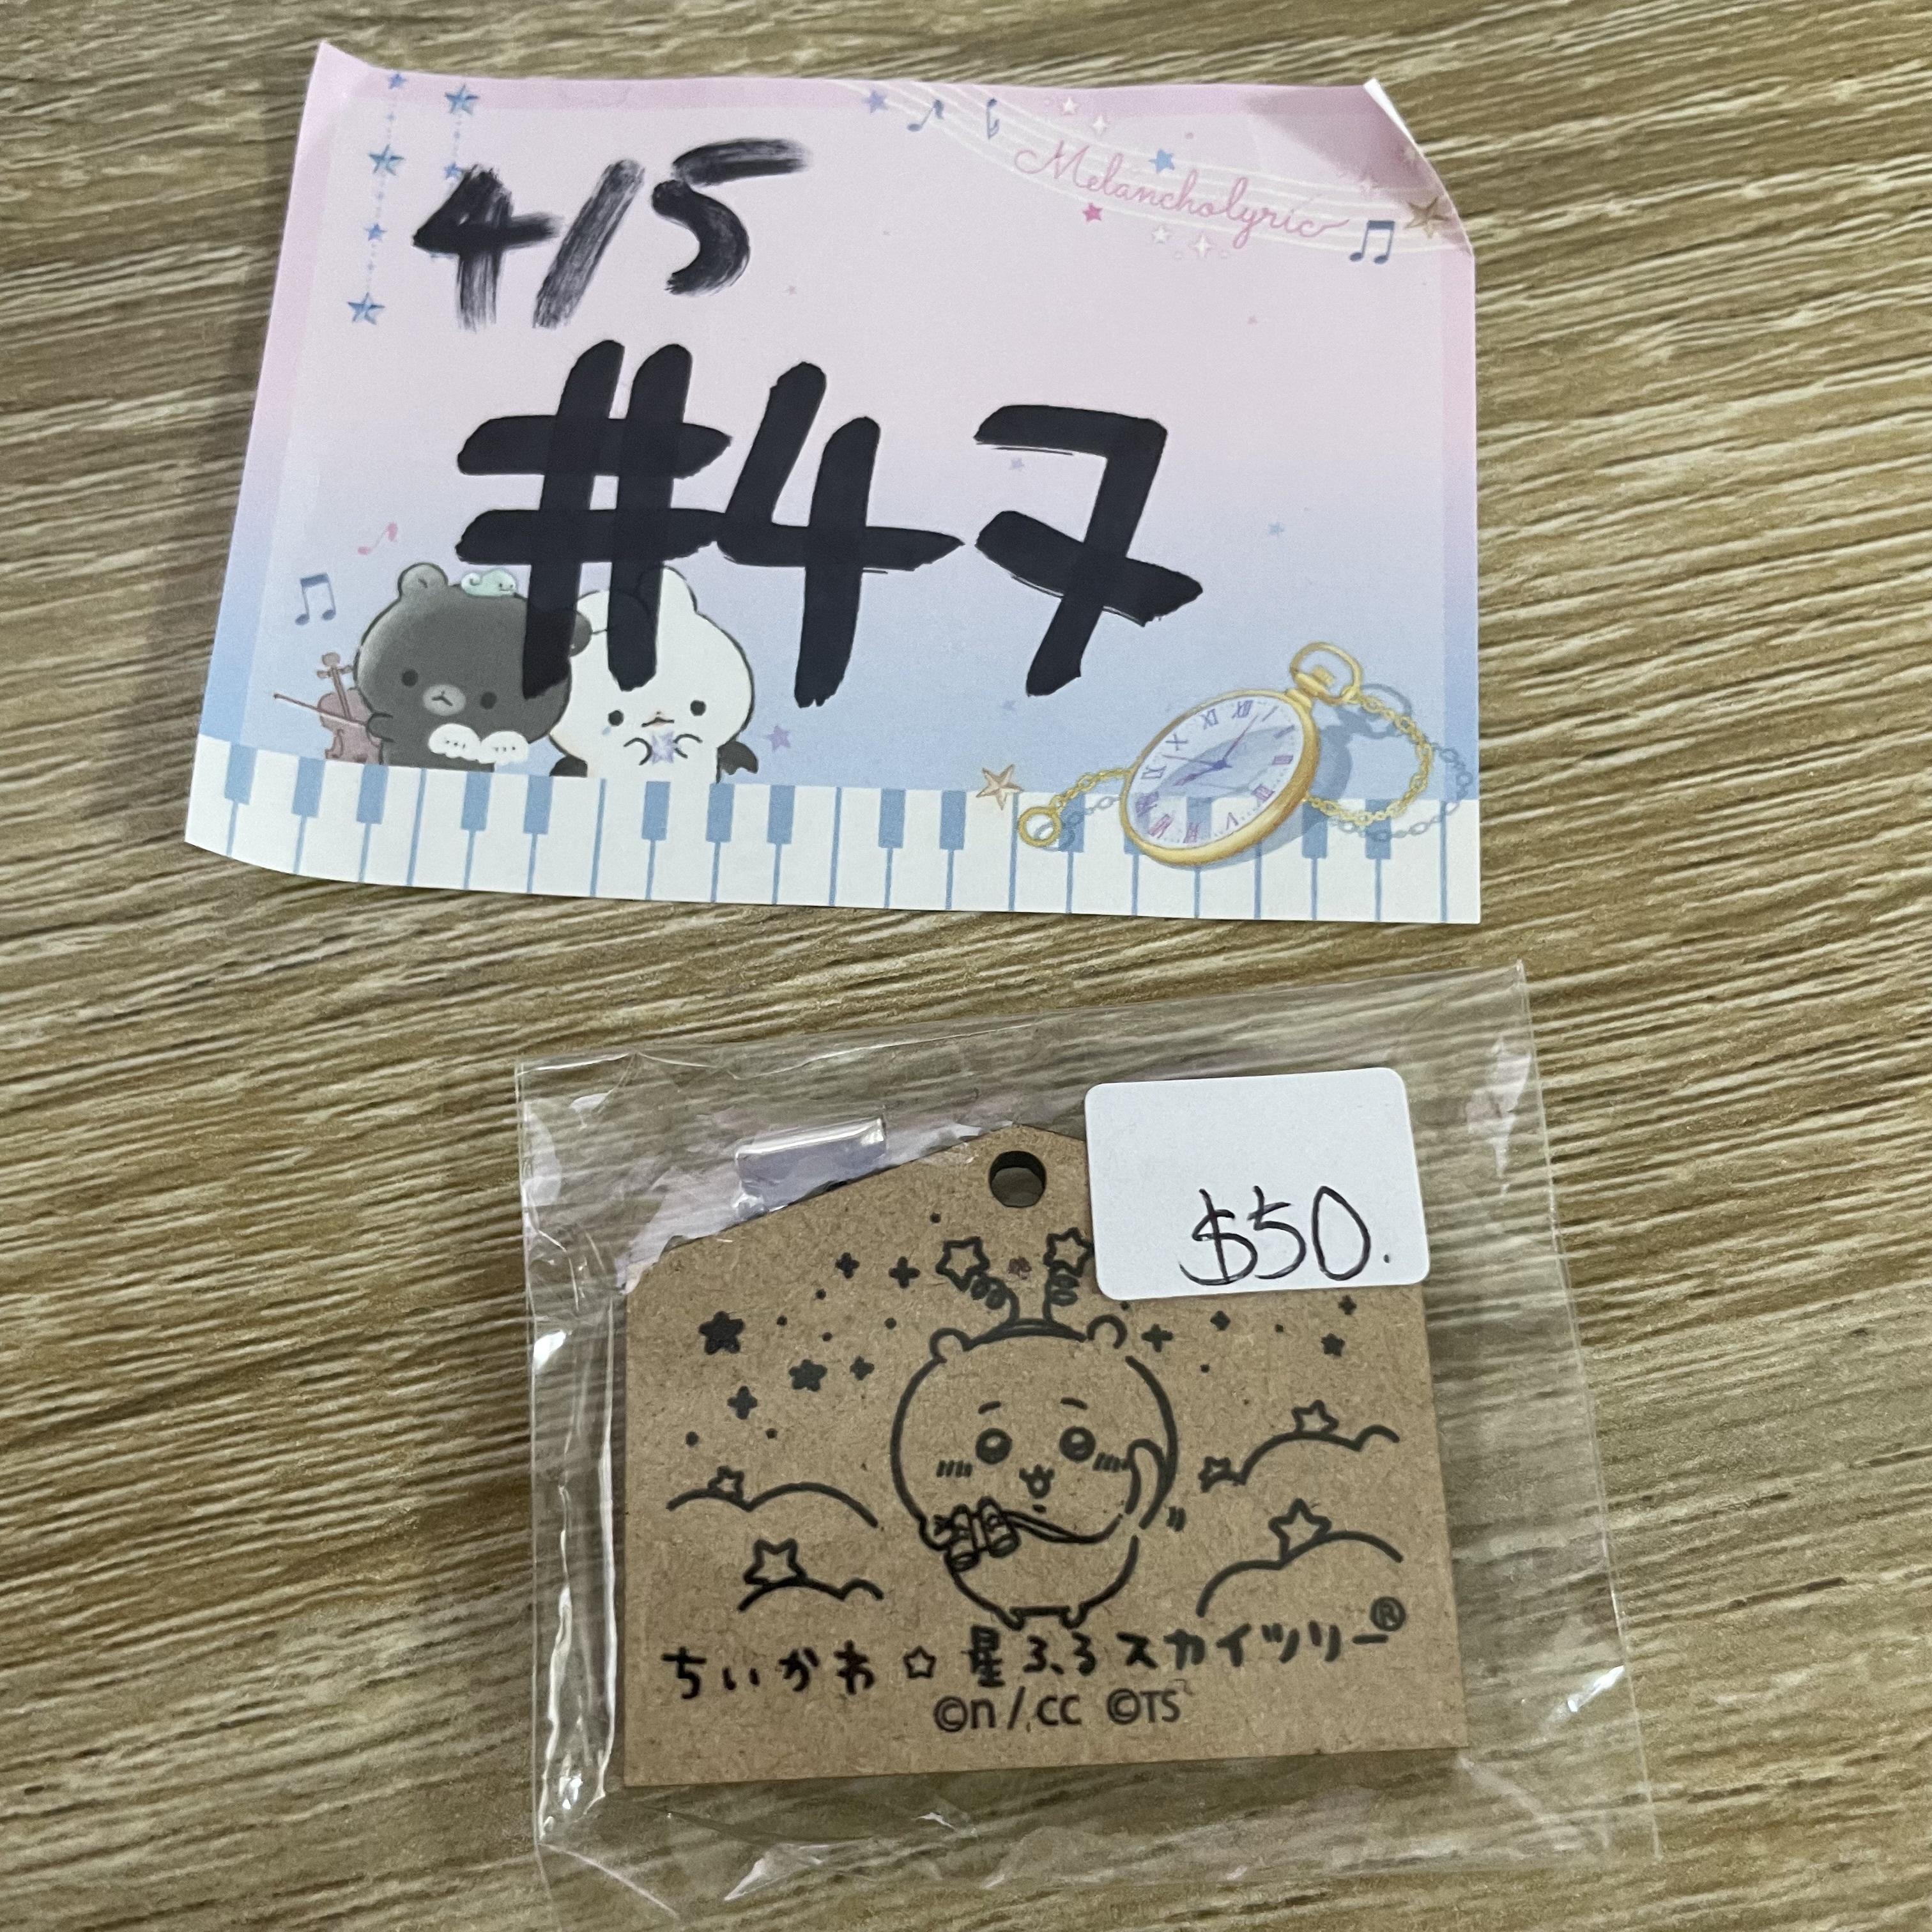 4/5
Melancholyric
#47
$50.
ちいかわ☆星ふるスカイツリー®
©n/.cc ©TS